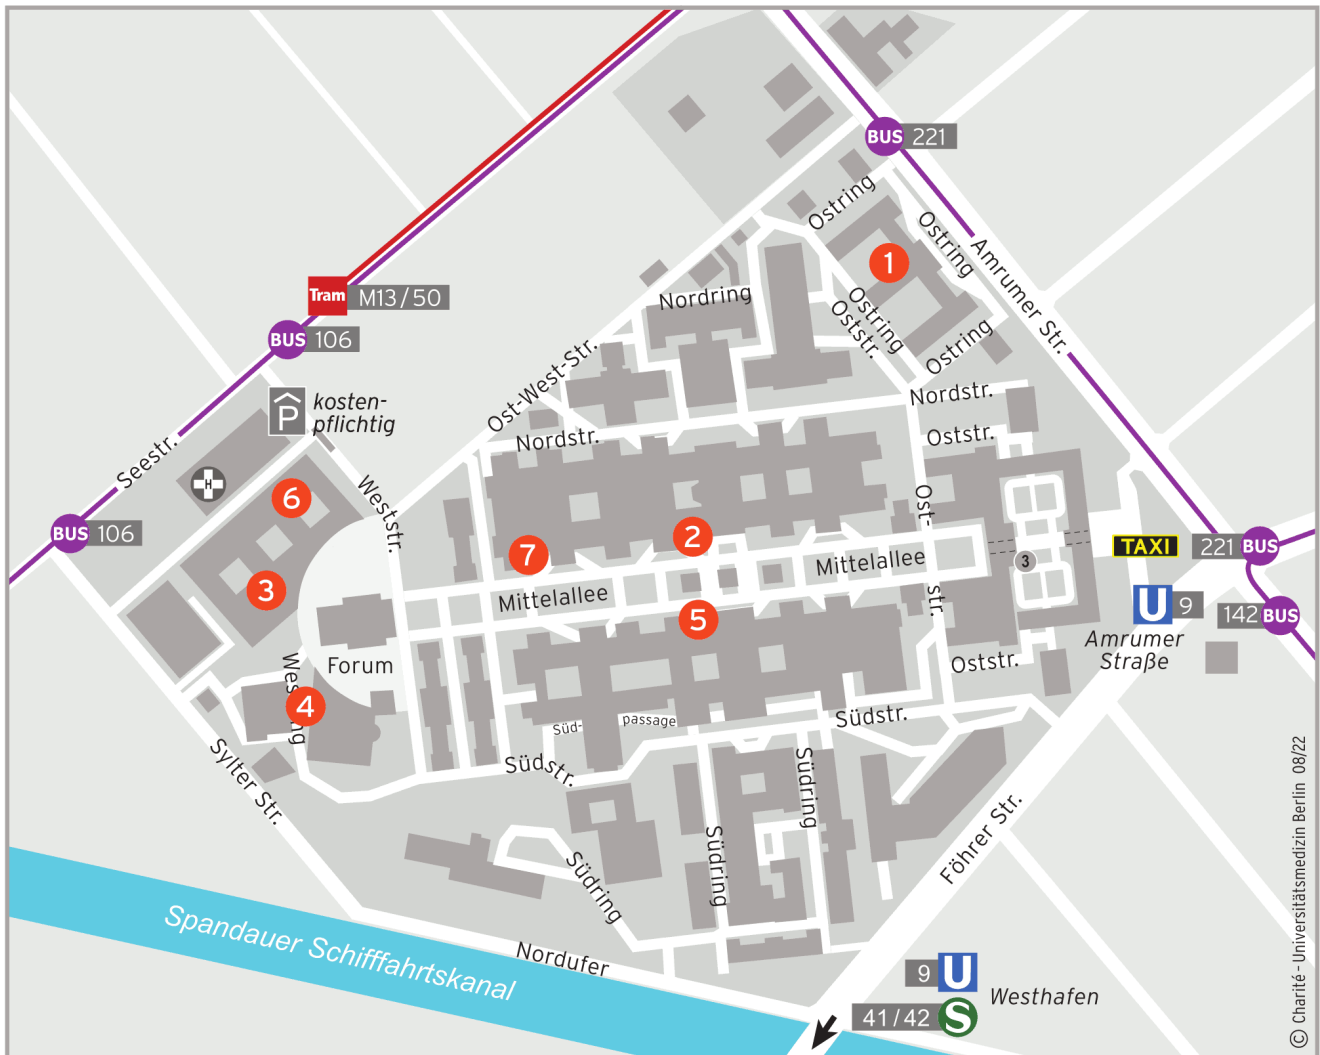 BUS 221
Ostring
Ostring
1
Amrumer Str.
Tram M13/50
Nordring
Ostring
Oststr.
Ostring
BUS 106
Ost-West-Str.
P
kosten-
pflichtig
Nordstr.
Nordstr.
Oststr.
Seestr.
H
6
Weststr.
Ost-
str.
BUS 106
2
7
Mittelallee
Mittelallee
3
TAXI
221 BUS
3
U 9
142 BUS
5
Amrumer
Straße
Forum
Oststr.
Wes
ng
4
Süd-
passage
Südstr.
Südstr.
Sylter Str.
Südring
Südring
Südring
Föhrer Str.
Spandauer Schifffahrtskanal
Nordufer
9 U
Westhafen
41/42 S
© Charité - Universitätsmedizin Berlin 08/22